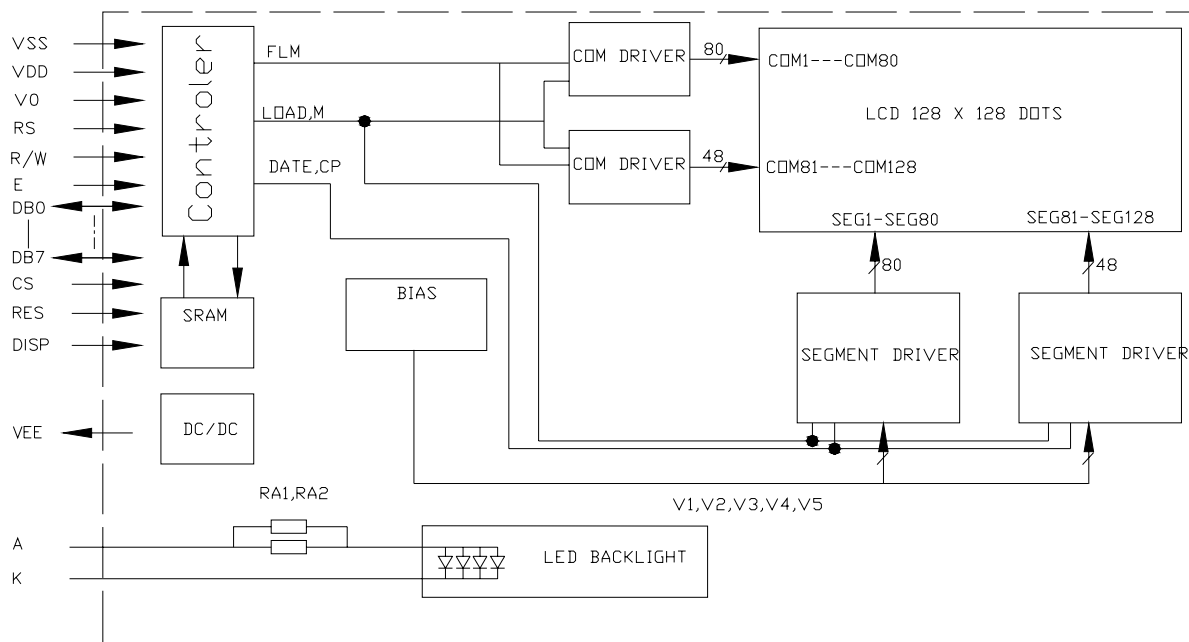 VSS
VDD
V0
RS
R/W
E
DB0
DB7
CS
RES
DISP
VEE
A
K
Controler
SRAM
DC/DC
FLM
LOAD,M
DATE,CP
BIAS
COM DRIVER
80
COM DRIVER
48
COM1---COM80
LCD 128 X 128 DOTS
COM81---COM128
SEG1-SEG80
SEG81-SEG128
80
48
SEGMENT DRIVER
SEGMENT DRIVER
V1,V2,V3,V4,V5
RA1,RA2
LED BACKLIGHT